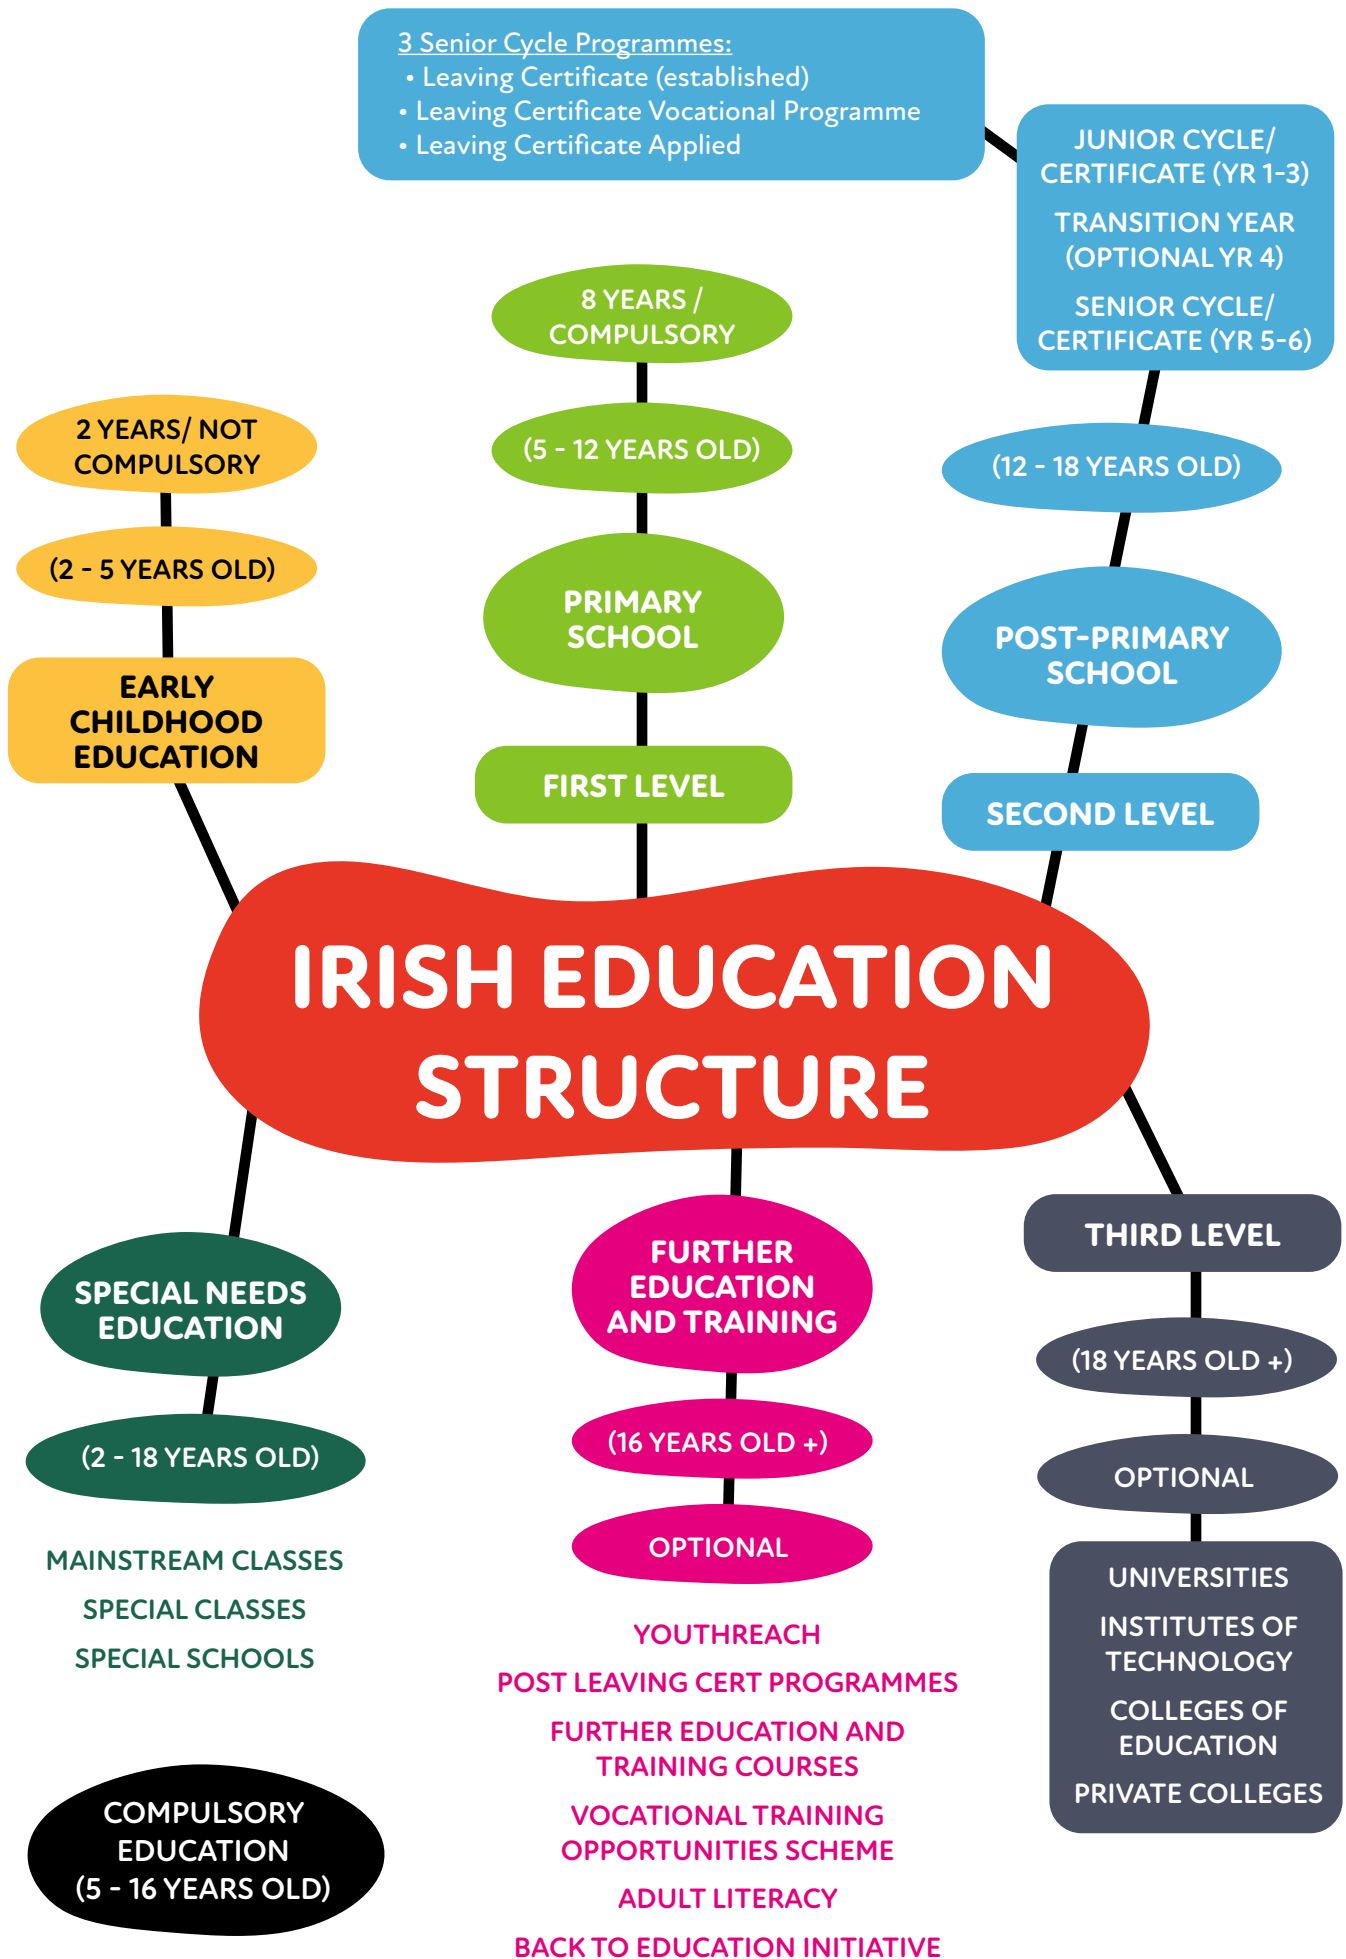 3 Senior Cycle Programmes:
• Leaving Certificate (established)
• Leaving Certificate Vocational Programme
• Leaving Certificate Applied
JUNIOR CYCLE/
CERTIFICATE (YR 1-3)
TRANSITION YEAR
(OPTIONAL YR 4)
SENIOR CYCLE/
CERTIFICATE (YR 5-6)
8 YEARS /
COMPULSORY
(5 - 12 YEARS OLD)
PRIMARY
SCHOOL
FIRST LEVEL
2 YEARS/ NOT
COMPULSORY
(2 - 5 YEARS OLD)
EARLY
CHILDHOOD
EDUCATION
(12 - 18 YEARS OLD)
POST-PRIMARY
SCHOOL
SECOND LEVEL
IRISH EDUCATION
STRUCTURE
SPECIAL NEEDS
EDUCATION
(2 - 18 YEARS OLD)
MAINSTREAM CLASSES
SPECIAL CLASSES
SPECIAL SCHOOLS
COMPULSORY
EDUCATION
(5 - 16 YEARS OLD)
FURTHER
EDUCATION
AND TRAINING
(16 YEARS OLD +)
OPTIONAL
YOUTHREACH
POST LEAVING CERT PROGRAMMES
FURTHER EDUCATION AND
TRAINING COURSES
VOCATIONAL TRAINING
OPPORTUNITIES SCHEME
ADULT LITERACY
BACK TO EDUCATION INITIATIVE
THIRD LEVEL
(18 YEARS OLD +)
OPTIONAL
UNIVERSITIES
INSTITUTES OF
TECHNOLOGY
COLLEGES OF
EDUCATION
PRIVATE COLLEGES